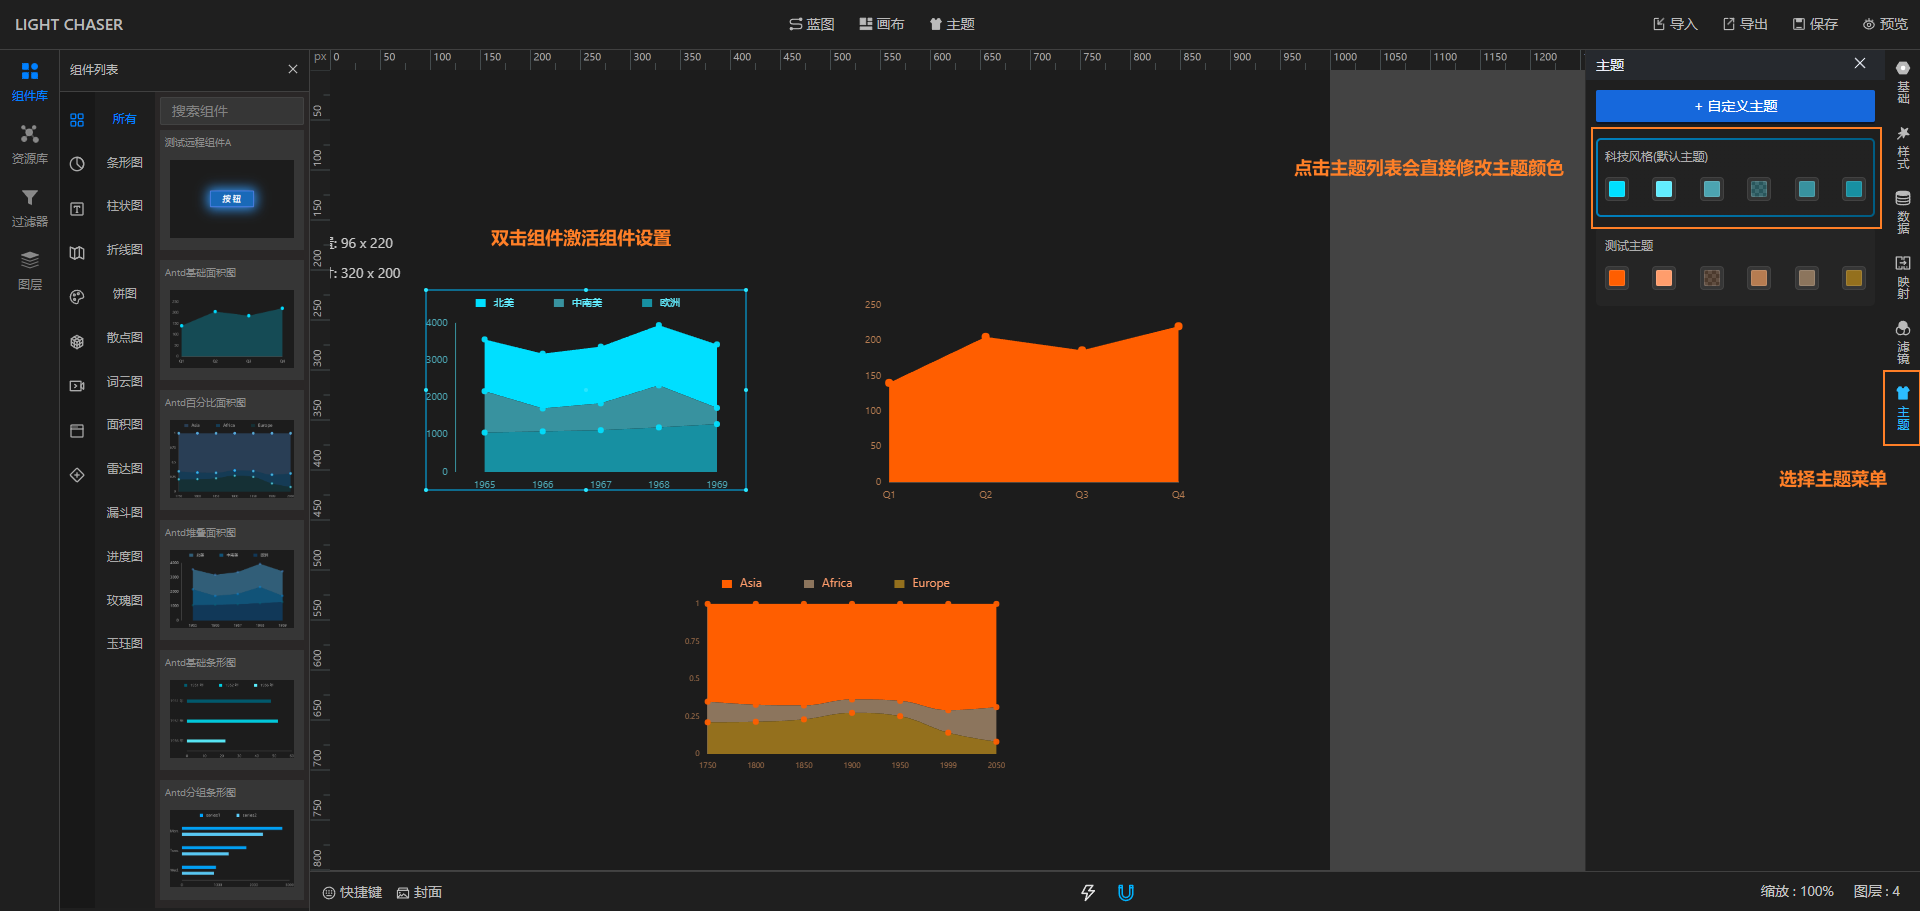 LIGHT CHASER
蓝图
画布
主题
导入
导出
保存
预览
组件库
资源库
过滤器
图层
组件列表
所有
条形图
柱状图
折线图
饼图
散点图
词云图
面积图
雷达图
漏斗图
进度图
玫瑰图
玉珏图
搜索组件
测试远程组件A
按钮
Antd基础面积图
Antd百分比面积图
Asia Africa Europe
Antd堆叠面积图
Antd基础条形图
Antd分组条形图
series1 series2
px 0 50 100 150 200 250 300 350 400 450 500 550 600 650 700 750 800 850 900 950 1000 1050 1100 1150 1200
50
100
150
200
250
300
350
400
450
500
550
600
650
700
750
800
: 96 x 220
: 320 x 200
双击组件激活组件设置
北美 中南美 欧洲
4000
3000
2000
1000
0
1965 1966 1967 1968 1969
250
200
150
100
50
0
Q1 Q2 Q3 Q4
Asia Africa Europe
1
0.75
0.5
0.25
0
1750 1800 1850 1900 1950 1999 2050
点击主题列表会直接修改主题颜色
主题
+ 自定义主题
科技风格(默认主题)
测试主题
基础
样式
数据
映射
滤镜
主题
选择主题菜单
快捷键
封面
缩放 : 100%
图层 : 4